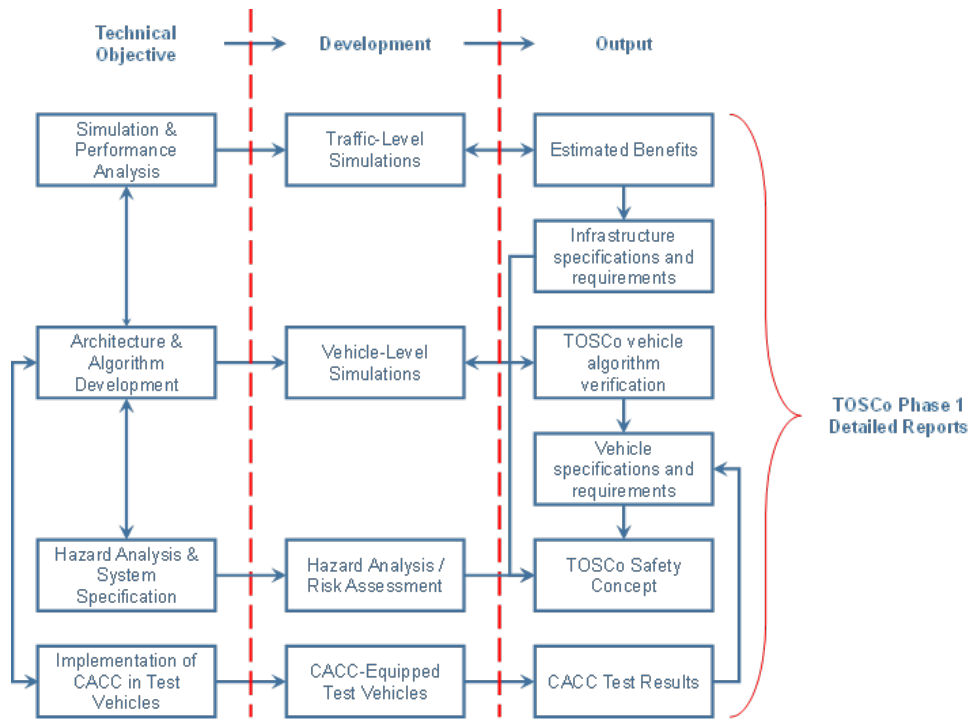 Technical
Objective
Development
Output
Simulation &
Performance
Analysis
Traffic-Level
Simulations
Estimated Benefits
Infrastructure
specifications and
requirements
Architecture &
Algorithm
Development
Vehicle-Level
Simulations
TOSCo vehicle
algorithm
verification
TOSCo Phase 1
Detailed Reports
Vehicle
specifications and
requirements
Hazard Analysis &
System
Specification
Hazard Analysis /
Risk Assessment
TOSCo Safety
Concept
Implementation of
CACC in Test
Vehicles
CACC-Equipped
Test Vehicles
CACC Test Results